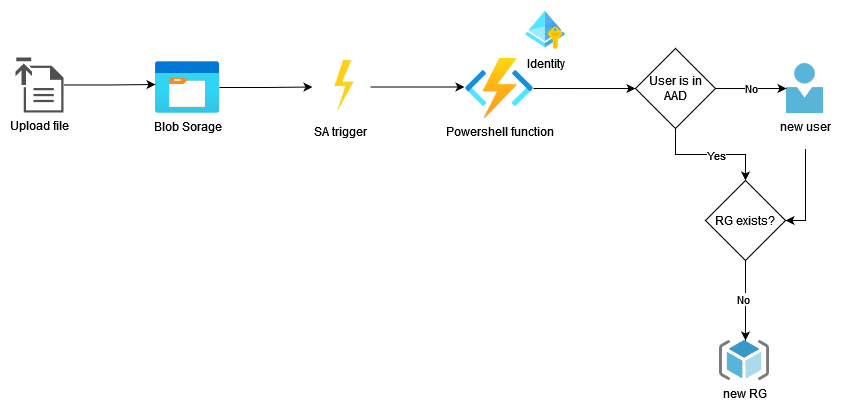 Identity
User is in
AAD
No
Upload file
Blob Sorage
SA trigger
Powershell function
new user
Yes
RG exists?
No
new RG